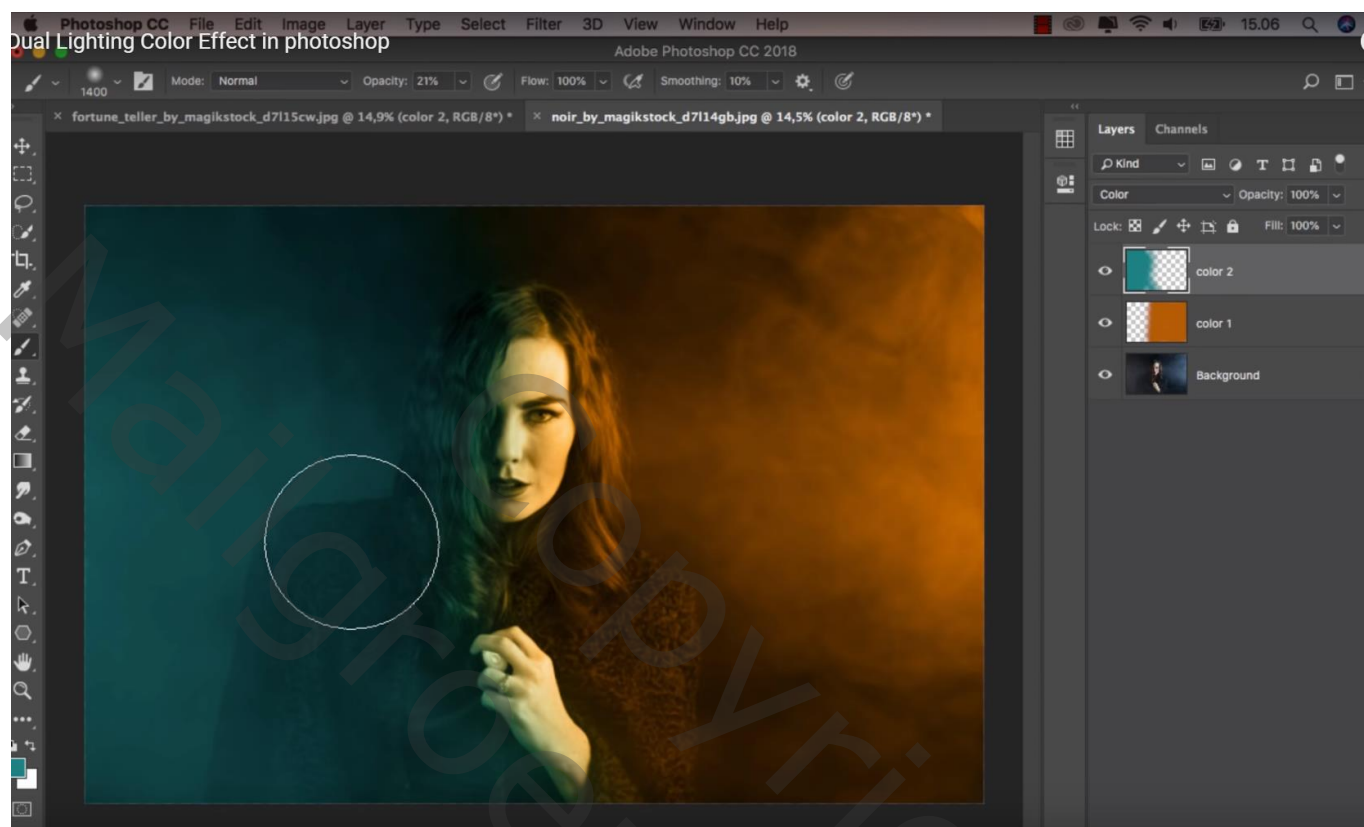 Photoshop CC File Edit Image Layer Type Select Filter 3D View Window Help 15.06
Dual Lighting Color Effect in photoshop
Adobe Photoshop CC 2018
1400 Mode: Normal Opacity: 21% Flow: 100% Smoothing: 10%
× fortune_teller_by_magikstock_d7l15cw.jpg @ 14,9% (color 2, RGB/8*) * × noir_by_magikstock_d7l14gb.jpg @ 14,5% (color 2, RGB/8*) *
Layers Channels
Kind
Color Opacity: 100%
Lock: Fill: 100%
color 2
color 1
Background
Mailgroe
Copyri